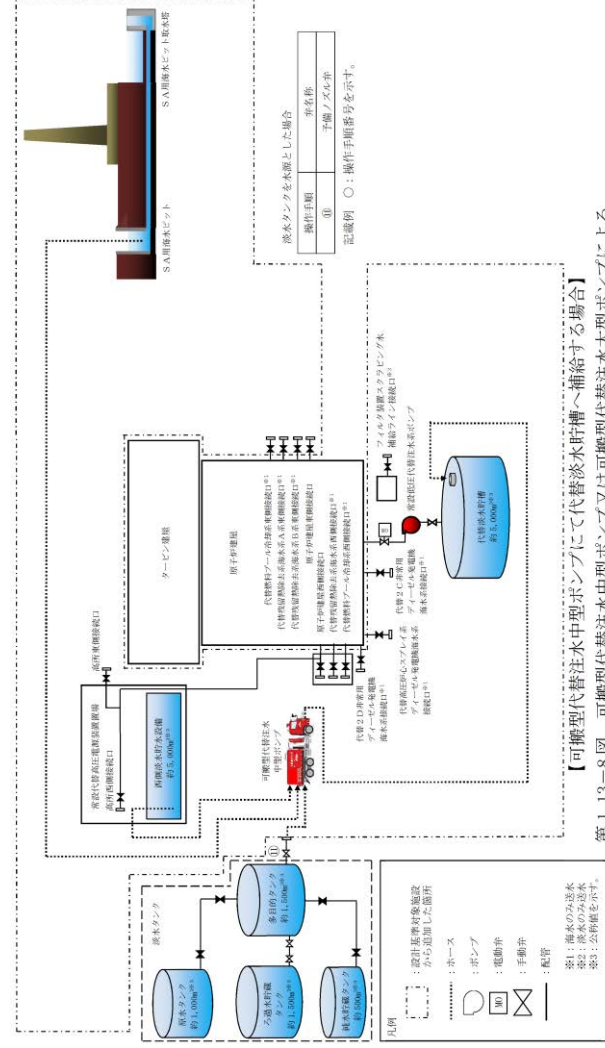 SA用海水ピット取水塔
SA用海水ピット
淡水タンクを水源とした場合
操作手順
弁名称
⑪
予備ノズル弁
記載例 ○:操作手順番号を示す。
タービン建屋
原子炉建屋
常設代替高圧電源装置置場
高所西側接続口
高所東側接続口
西側淡水貯水設備
約5,000m³※3
可搬型代替注水
中型ポンプ
代替燃料プール冷却系東側接続口※1
代替残留熱除去系海水系A系東側接続口※1
代替残留熱除去系海水系B系東側接続口※1
原子炉建屋東側接続口
原子炉建屋西側接続口
代替残留熱除去系海水系西側接続口※1
代替燃料プール冷却系西側接続口※1
代替2D非常用
ディーゼル発電機
海水系接続口※1
代替高圧炉心スプレイ系
ディーゼル発電機海水系
接続口※1
代替2C非常用
ディーゼル発電機
海水系接続口※1
フィルタ装置スクラビング水
補給ライン接続口※2
常設低圧代替注水系ポンプ
代替淡水貯槽
約5,000m³※3
淡水タンク
原水タンク
約1,000m³※3
ろ過水貯蔵
タンク
約1,500m³※3
純水貯蔵タンク
約500m³※3
多目的タンク
約1,500m³※3
⑪
凡例
:設計基準対象施設
から追加した箇所
:ホース
:ポンプ
MO
:電動弁
:手動弁
:配管
※1:海水のみ送水
※2:淡水のみ送水
※3:公称値を示す。
【可搬型代替注水中型ポンプにて代替淡水貯槽へ補給する場合】
第1.13-8図 可搬型代替注水中型ポンプ又は可搬型代替注水大型ポンプによる